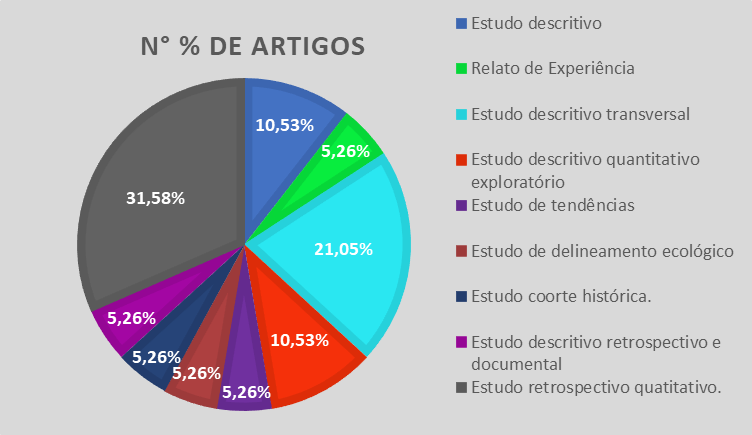 N° % DE ARTIGOS
10,53%
5,26%
21,05%
10,53%
5,26%
5,26%
5,26%
5,26%
31,58%
Estudo descritivo
Relato de Experiência
Estudo descritivo transversal
Estudo descritivo quantitativo
exploratório
Estudo de tendências
Estudo de delineamento ecológico
Estudo coorte histórica.
Estudo descritivo retrospectivo e
documental
Estudo retrospectivo quatitativo.